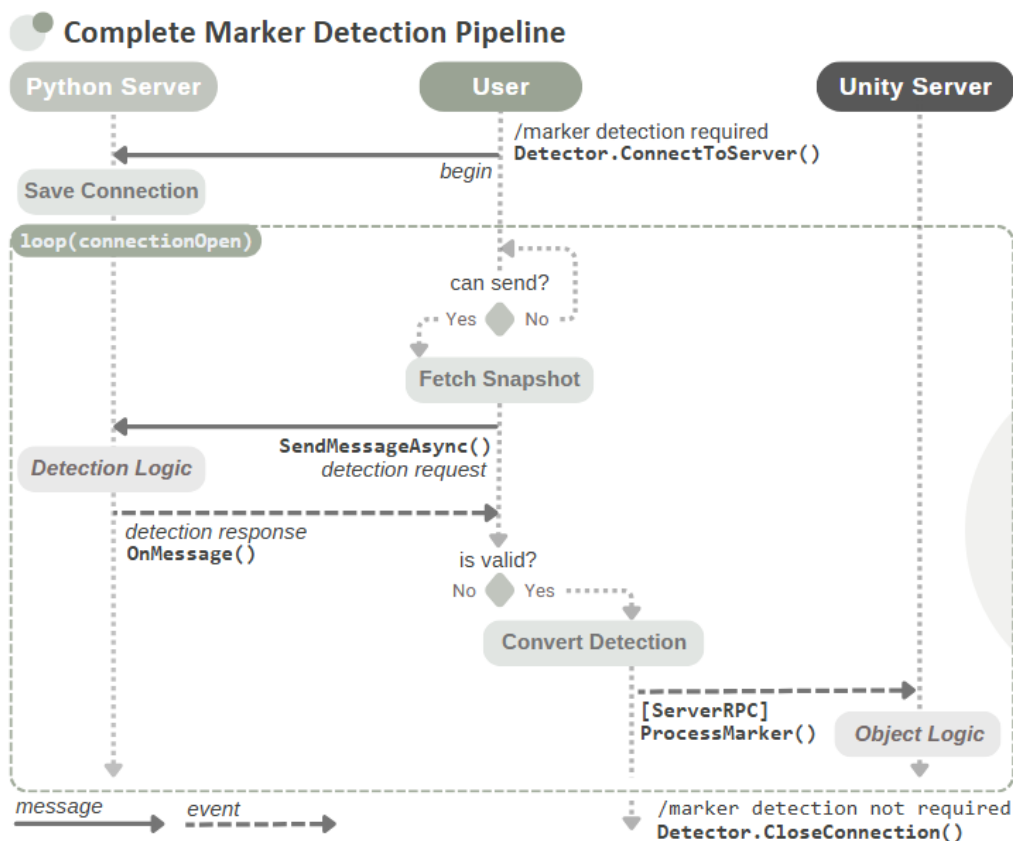 Complete Marker Detection Pipeline
Python Server
User
Unity Server
/marker detection required
Detector.ConnectToServer()
begin
Save Connection
loop(connectionOpen)
can send?
Yes
No
Fetch Snapshot
SendMessageAsync()
detection request
Detection Logic
detection response
OnMessage()
is valid?
No
Yes
Convert Detection
[ServerRPC]
ProcessMarker()
Object Logic
message
event
/marker detection not required
Detector.CloseConnection()